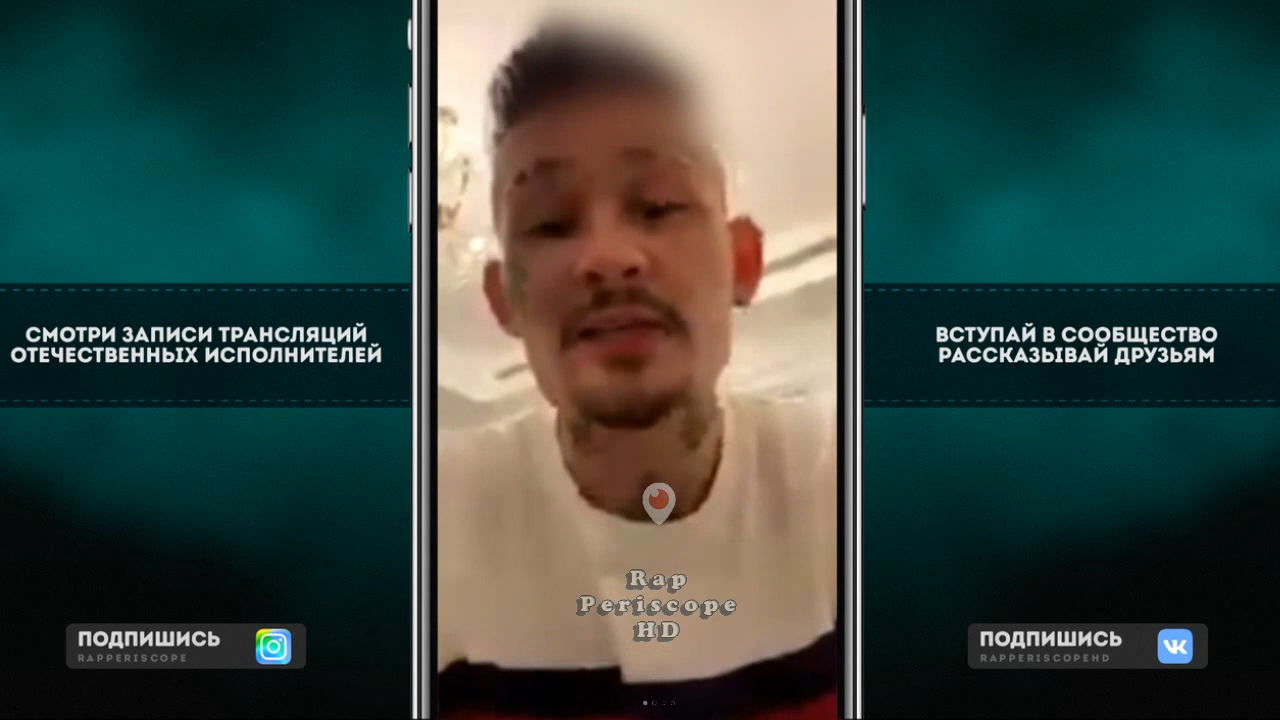 СМОТРИ ЗАПИСИ ТРАНСЛЯЦИЙ
ОТЕЧЕСТВЕННЫХ ИСПОЛНИТЕЛЕЙ
ВСТУПАЙ В СООБЩЕСТВО
РАССКАЗЫВАЙ ДРУЗЬЯМ
Rap
Periscope
HD
ПОДПИШИСЬ
RAPPERISCOPE
ПОДПИШИСЬ
RAPPERISCOPEHD